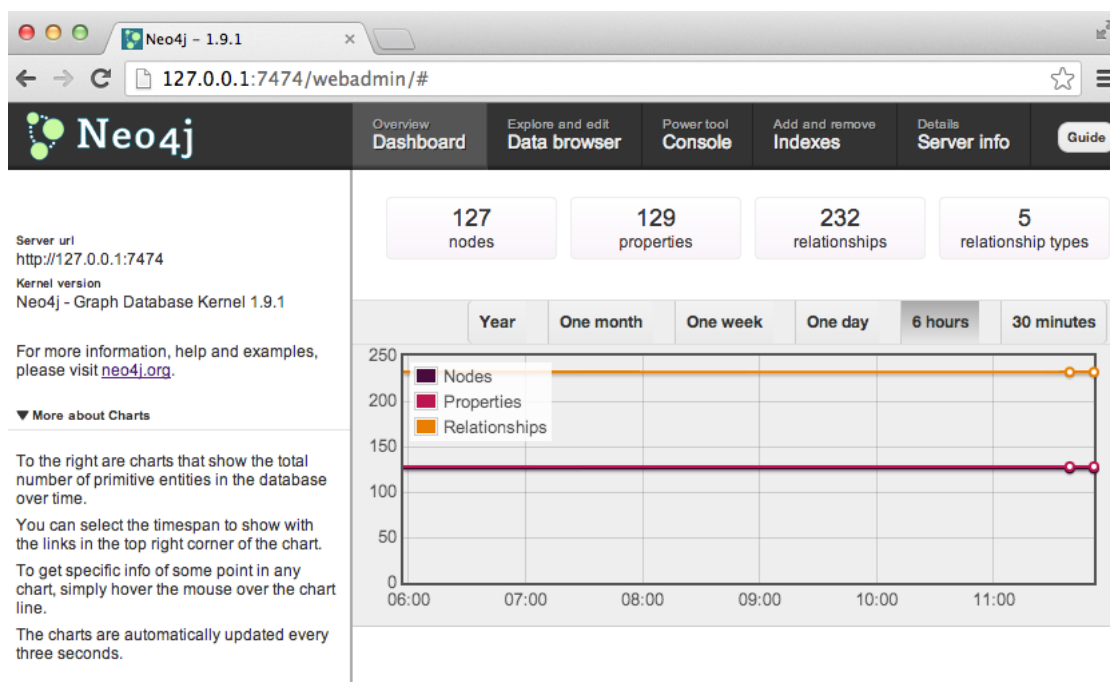 Neo4j – 1.9.1
127.0.0.1:7474/webadmin/#
Neo4j
Overview
Dashboard
Explore and edit
Data browser
Power tool
Console
Add and remove
Indexes
Details
Server info
Guide
Server url
http://127.0.0.1:7474
Kernel version
Neo4j - Graph Database Kernel 1.9.1
For more information, help and examples,
please visit neo4j.org.
▼ More about Charts
To the right are charts that show the total
number of primitive entities in the database
over time.
You can select the timespan to show with
the links in the top right corner of the chart.
To get specific info of some point in any
chart, simply hover the mouse over the chart
line.
The charts are automatically updated every
three seconds.
127
nodes
129
properties
232
relationships
5
relationship types
Year
One month
One week
One day
6 hours
30 minutes
250
200
150
100
50
0
Nodes
Properties
Relationships
06:00 07:00 08:00 09:00 10:00 11:00